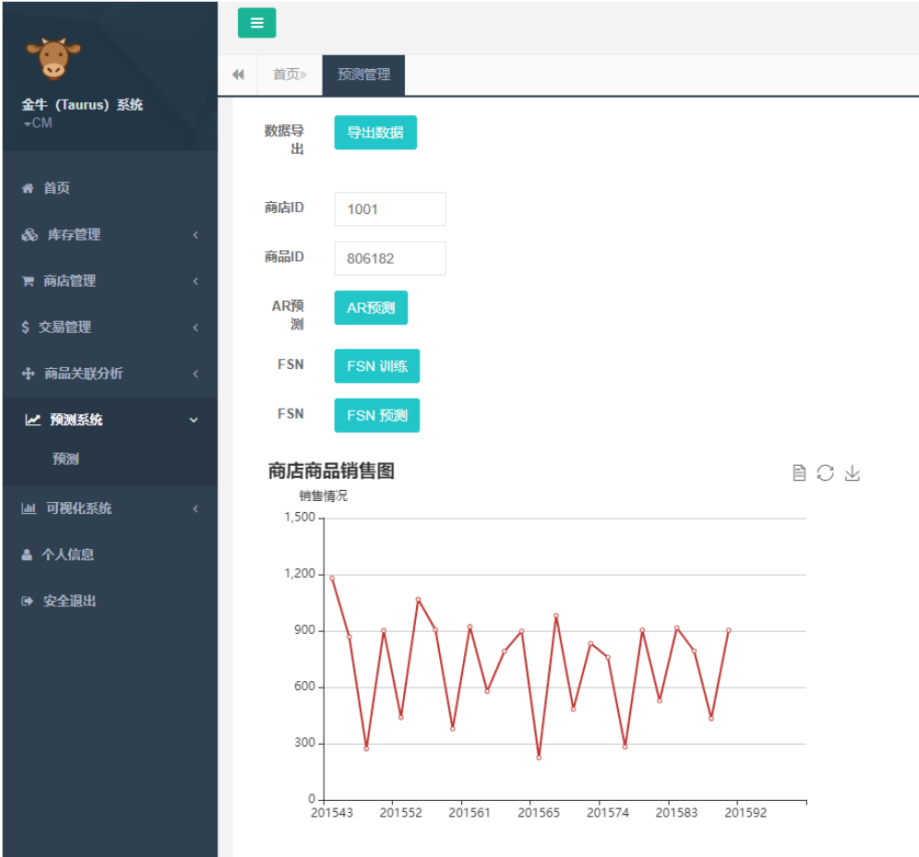 金牛（Taurus）系统
CM
首页
库存管理
商店管理
交易管理
商品关联分析
预测系统
预测
可视化系统
个人信息
安全退出
首页
预测管理
数据导
出
导出数据
商店ID
1001
商品ID
806182
AR预
测
AR预测
FSN
FSN 训练
FSN
FSN 预测
商店商品销售图
销售情况
1,500
1,200
900
600
300
0
201543 201552 201561 201565 201574 201583 201592